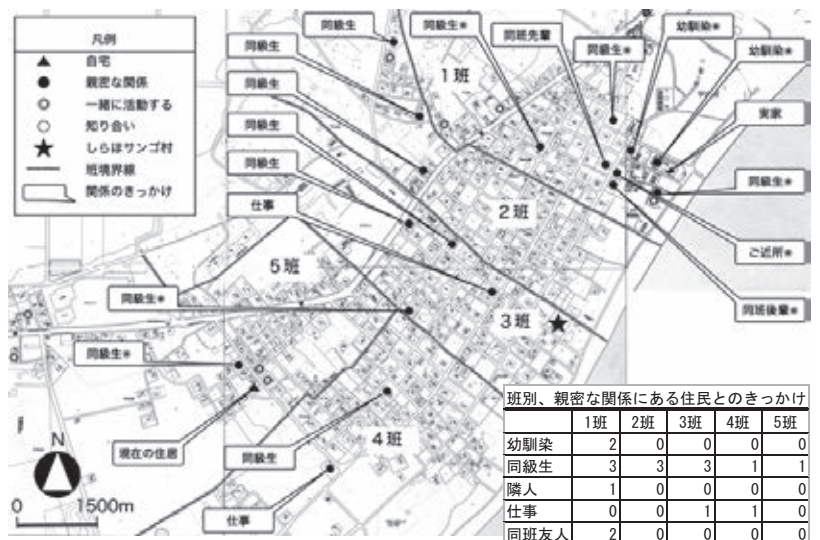 凡例
自宅
親密な関係
一緒に活動する
知り合い
しらほサンゴ村
班境界線
関係のきっかけ
同級生
同級生※
同班先輩
同級生※
幼馴染※
幼馴染※
実家
同級生※
ご近所※
同班後輩※
同級生
同級生
同級生
同級生
仕事
同級生※
同級生※
現在の住居
同級生
仕事
1班
2班
3班
4班
5班
N
0 1500m
班別、親密な関係にある住民とのきっかけ
1班 2班 3班 4班 5班
幼馴染 2 0 0 0 0
同級生 3 3 3 1 1
隣人 1 0 0 0 0
仕事 0 0 1 1 0
同班友人 2 0 0 0 0